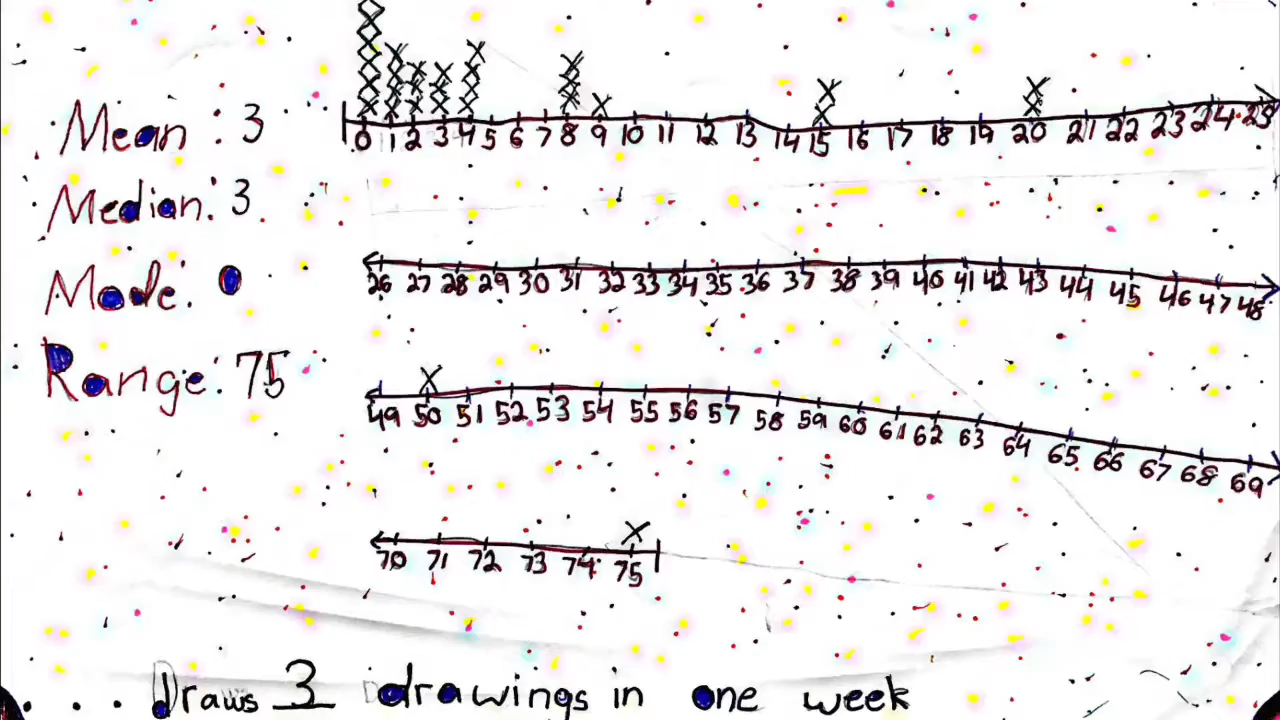 Mean: 3
0 1 2 3 4 5 6 7 8 9 10 11 12 13 14 15 16 17 18 19 20 21 22 23 24 25
Median: 3
26 27 28 29 30 31 32 33 34 35 36 37 38 39 40 41 42 43 44 45 46 47 48
Mode: 0
Range: 75
49 50 51 52 53 54 55 56 57 58 59 60 61 62 63 64 65 66 67 68 69
70 71 72 73 74 75
... Draws 3 drawings in one week